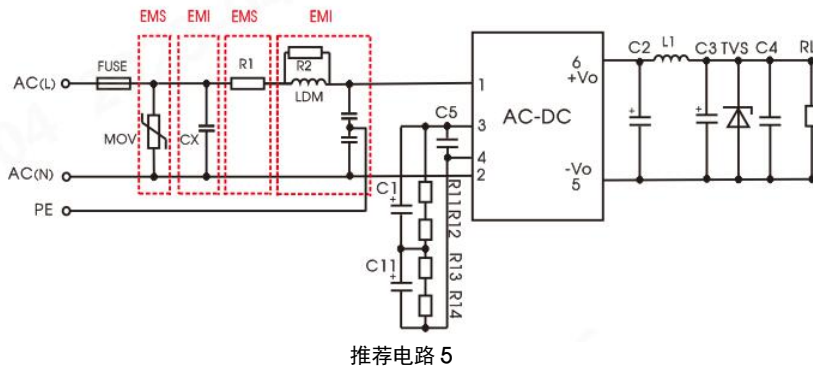 EMS EMI EMS EMI
FUSE R1 R2 LDM
AC(L)
MOV CX
AC(N)
PE
C5
C1
C11
R11 R12 R13 R14
1
3
4
2
AC-DC
6
+Vo
-Vo
5
C2 L1 C3 TVS C4 RL
推荐电路 5